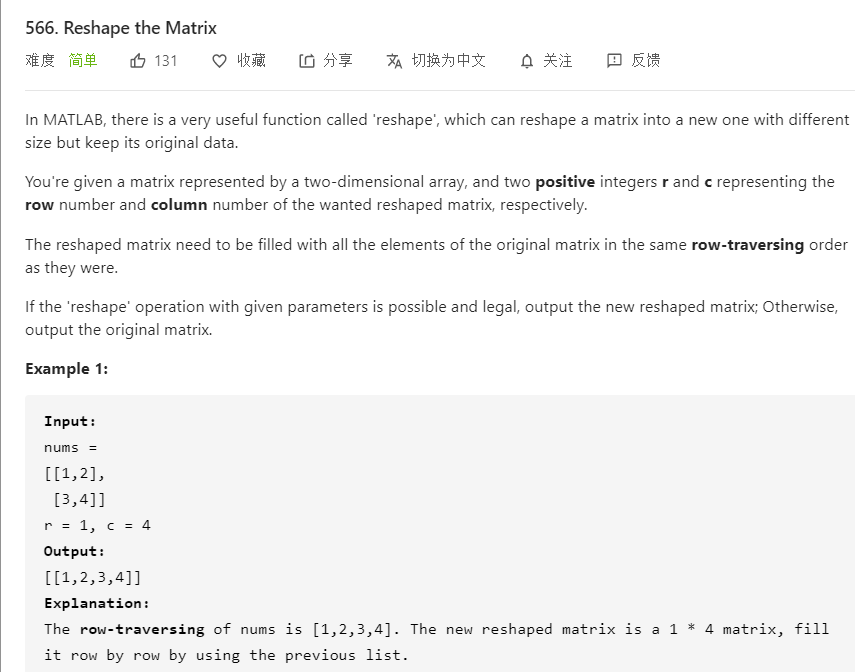 566. Reshape the Matrix
难度 简单 131 收藏 分享 切换为中文 关注 反馈
In MATLAB, there is a very useful function called 'reshape', which can reshape a matrix into a new one with different
size but keep its original data.
You're given a matrix represented by a two-dimensional array, and two positive integers r and c representing the
row number and column number of the wanted reshaped matrix, respectively.
The reshaped matrix need to be filled with all the elements of the original matrix in the same row-traversing order
as they were.
If the 'reshape' operation with given parameters is possible and legal, output the new reshaped matrix; Otherwise,
output the original matrix.
Example 1:
Input:
nums =
[[1,2],
 [3,4]]
r = 1, c = 4
Output:
[[1,2,3,4]]
Explanation:
The row-traversing of nums is [1,2,3,4]. The new reshaped matrix is a 1 * 4 matrix, fill
it row by row by using the previous list.